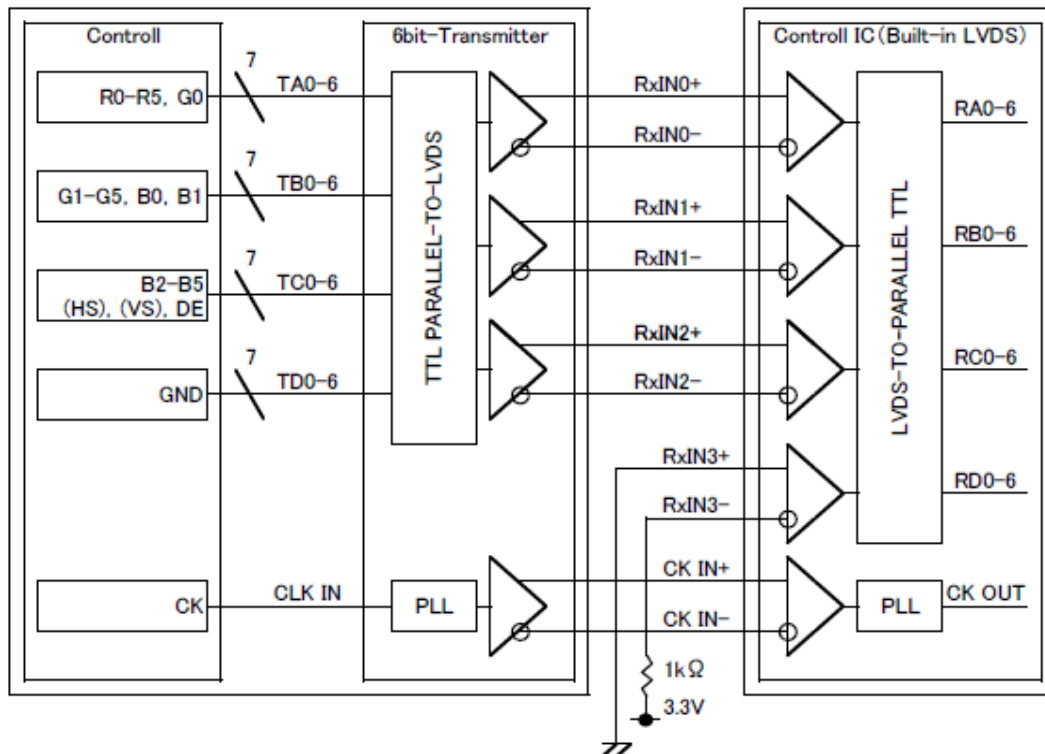 Controll
6bit-Transmitter
Controll IC(Built-in LVDS)
R0-R5, G0
7
TA0-6
RxIN0+
RxIN0-
RA0-6
G1-G5, B0, B1
7
TB0-6
RxIN1+
RxIN1-
RB0-6
B2-B5
(HS), (VS), DE
7
TC0-6
RxIN2+
RxIN2-
RC0-6
GND
7
TD0-6
RxIN3+
RxIN3-
RD0-6
TTL PARALLEL-TO-LVDS
LVDS-TO-PARALLEL TTL
CK
CLK IN
PLL
CK IN+
CK IN-
PLL
CK OUT
1kΩ
3.3V